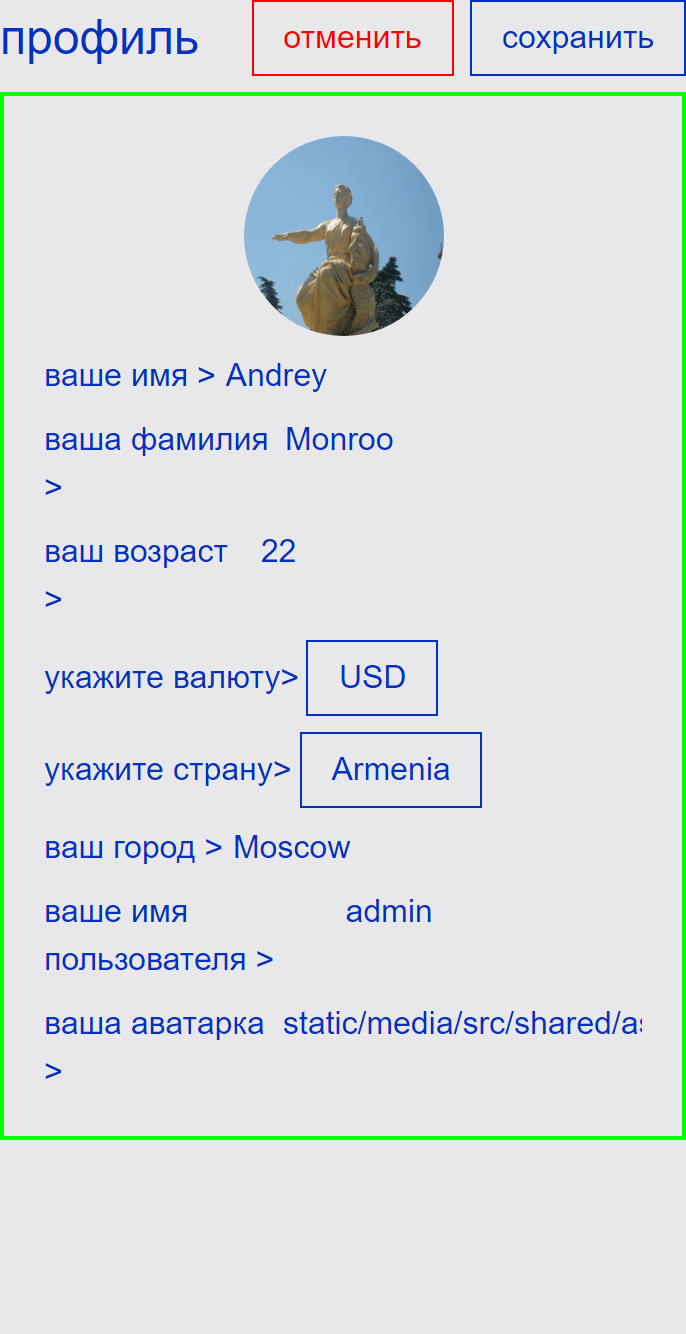 профиль отменить сохранить
ваше имя > Andrey
ваша фамилия Monroo
>
ваш возраст 22
>
укажите валюту> USD
укажите страну> Armenia
ваш город > Moscow
ваше имя admin
пользователя >
ваша аватарка static/media/src/shared/as
>